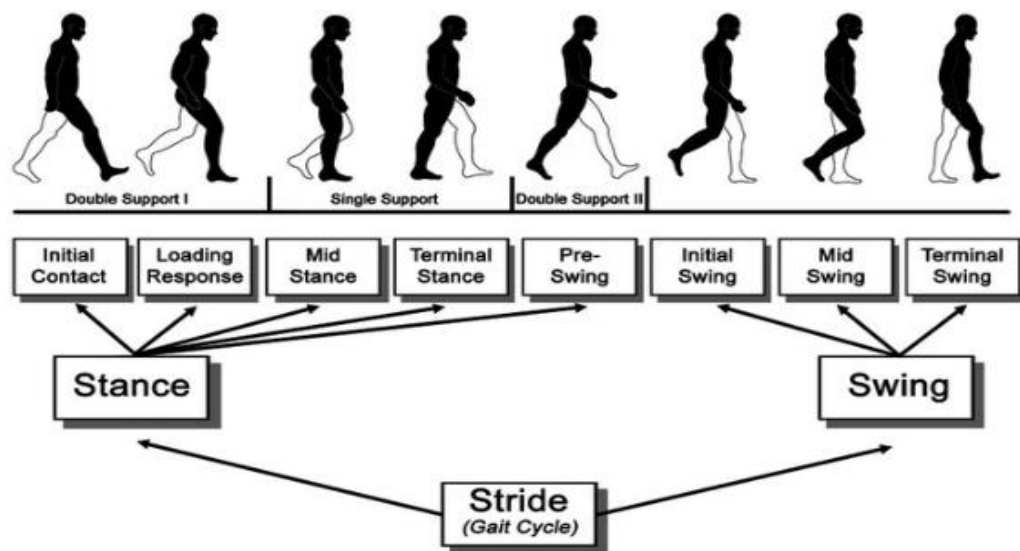 Double Support I
Single Support
Double Support II
Initial
Contact
Loading
Response
Mid
Stance
Terminal
Stance
Pre-
Swing
Initial
Swing
Mid
Swing
Terminal
Swing
Stance
Swing
Stride
(Gait Cycle)